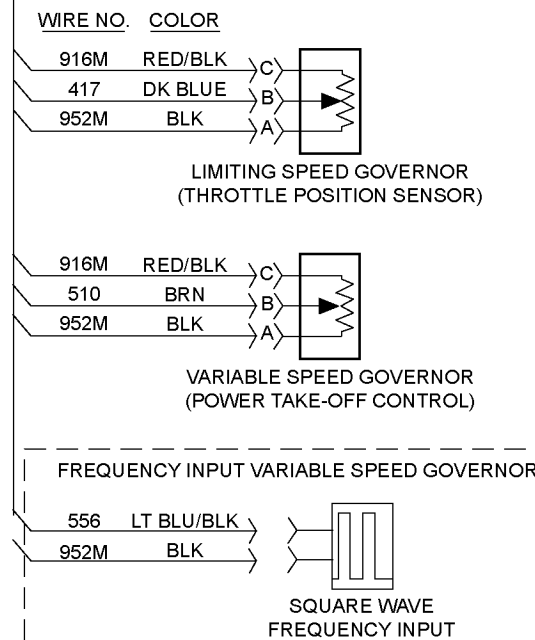 WIRE NO. COLOR
916M RED/BLK C
417 DK BLUE B
952M BLK A
LIMITING SPEED GOVERNOR
(THROTTLE POSITION SENSOR)
916M RED/BLK C
510 BRN B
952M BLK A
VARIABLE SPEED GOVERNOR
(POWER TAKE-OFF CONTROL)
FREQUENCY INPUT VARIABLE SPEED GOVERNOR
556 LT BLU/BLK
952M BLK
SQUARE WAVE
FREQUENCY INPUT